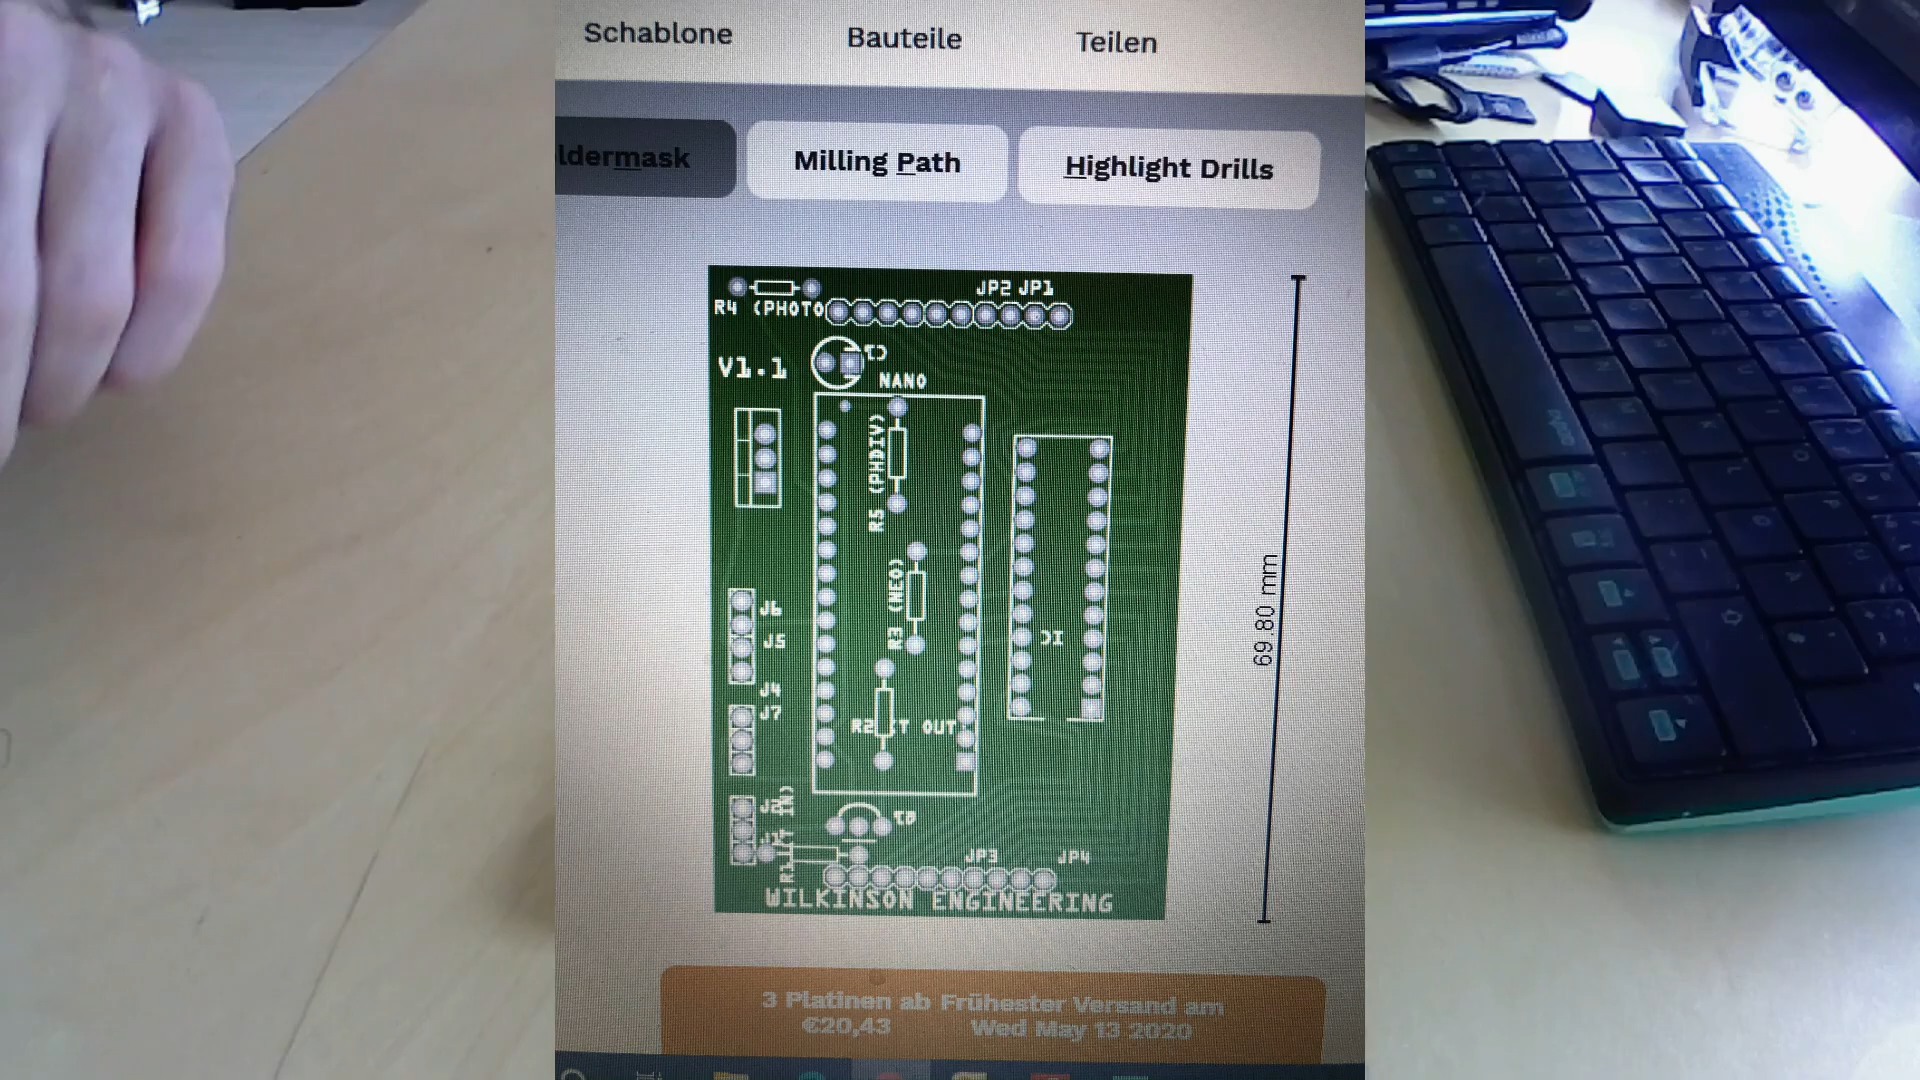 Schablone Bauteile Teilen
ldermask Milling Path Highlight Drills
JP2 JP1
R4 (PHOTO
C1
V1.1
NANO
R5 (PHDIV)
R3 (NEO)
IC
J6
J5
J4
J7
R2
T OUT
J2
J1
JP3 JP4
WILKINSON ENGINEERING
69.80 mm
3 Platinen ab Frühester Versand am
€20,43 Wed May 13 2020